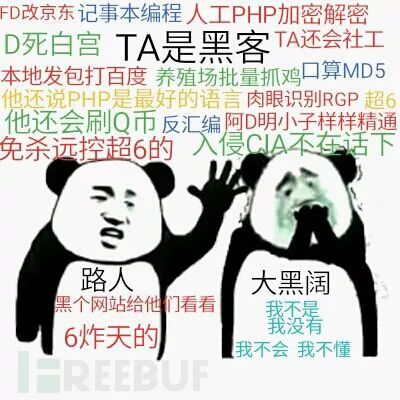 FD改京东 记事本编程 人工PHP加密解密
D死白宫 TA是黑客 TA还会社工
本地发包打百度 养殖场批量抓鸡 口算MD5
他还说PHP是最好的语言 肉眼识别RGP 超6
他还会刷Q币 反汇编 阿D明小子样样精通
免杀远控超6的 入侵CIA不在话下
路人
黑个网站给他们看看
6炸天的
大黑阔
我不是
我没有
我不会 我不懂
FREEBUF